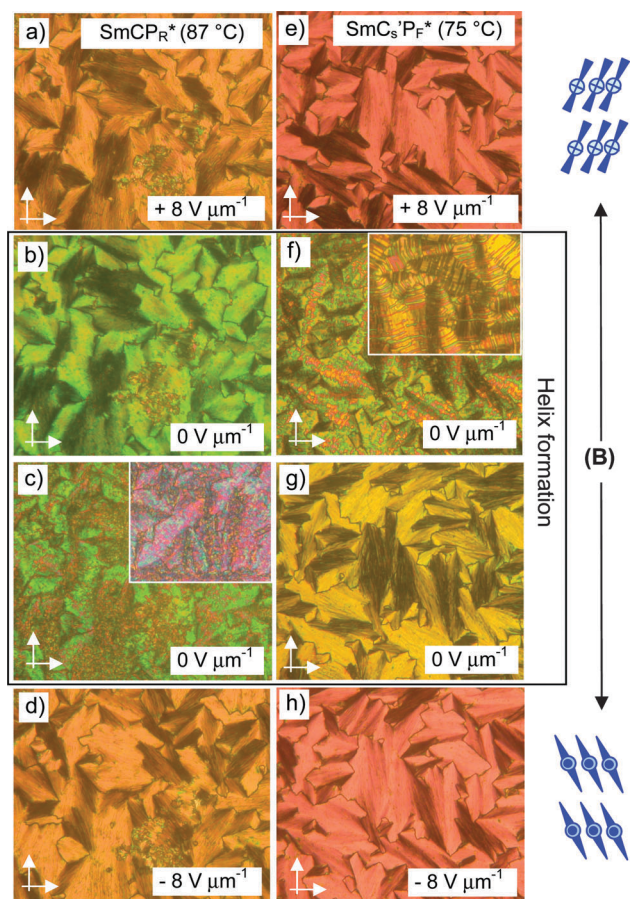 a)
SmCP_R* (87 °C)
+ 8 V µm⁻¹
e)
SmC_s’P_F* (75 °C)
+ 8 V µm⁻¹
b)
0 V µm⁻¹
f)
0 V µm⁻¹
c)
0 V µm⁻¹
g)
0 V µm⁻¹
Helix formation
(B)
d)
- 8 V µm⁻¹
h)
- 8 V µm⁻¹